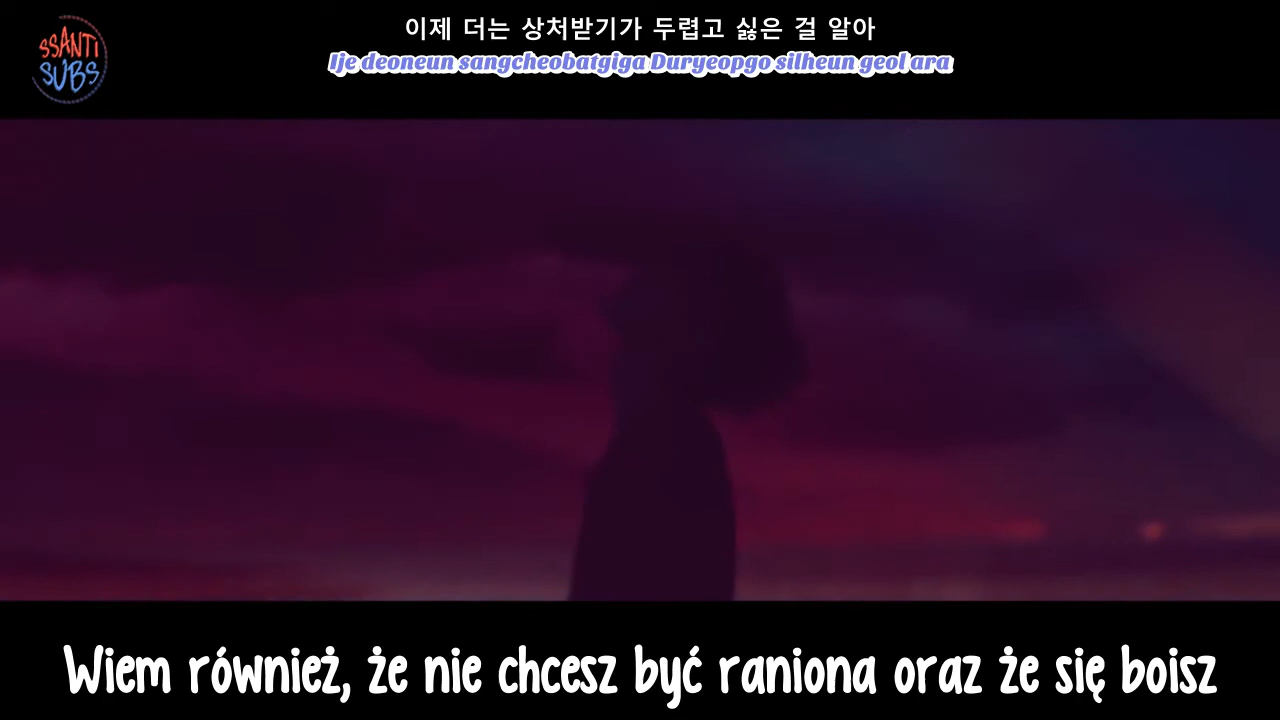 SSANTI
SUBS
이제 더는 상처받기가 두렵고 싫은 걸 알아
Ije deoneun sangcheobatgiga Duryeopgo silheun geol ara
Wiem również, że nie chcesz być raniona oraz że się boisz